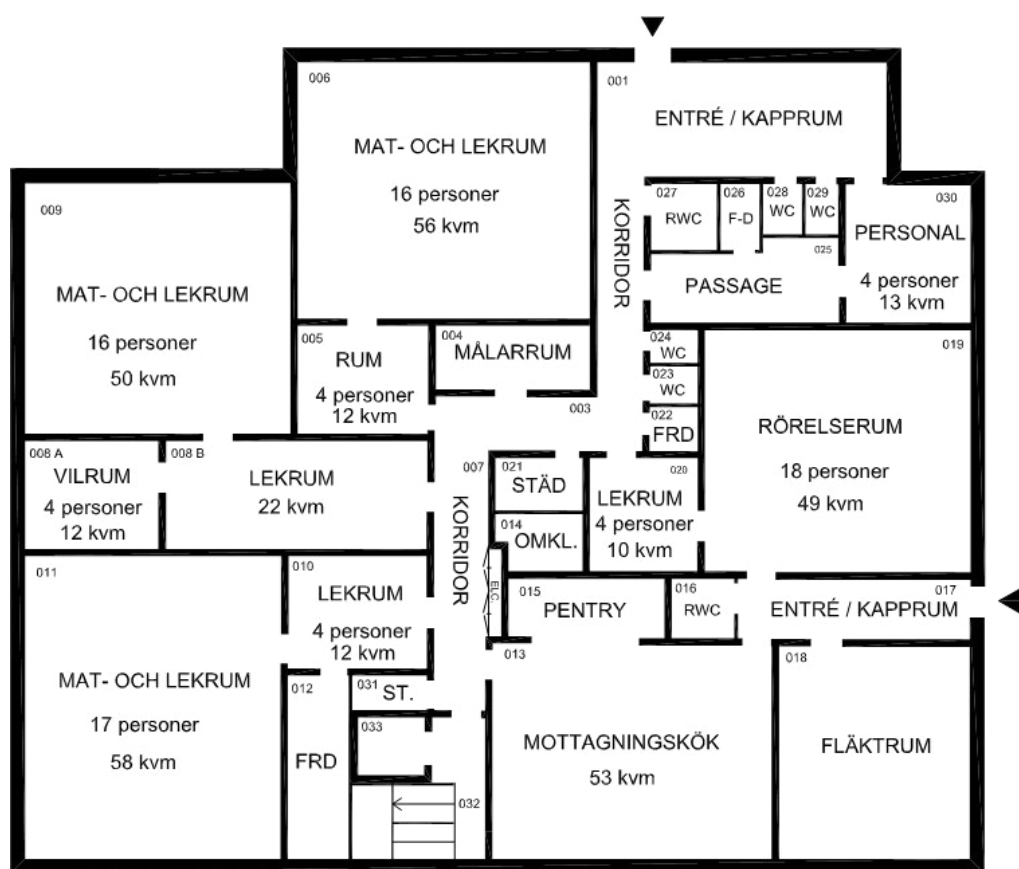 006
MAT- OCH LEKRUM
16 personer
56 kvm
001
ENTRÉ / KAPPRUM
009
MAT- OCH LEKRUM
16 personer
50 kvm
KORRIDOR
027
RWC
026
F-D
028
WC
029
WC
030
PERSONAL
4 personer
13 kvm
025
PASSAGE
005
RUM
4 personer
12 kvm
004
MÅLARRUM
003
024
WC
023
WC
022
FRD
019
RÖRELSERUM
18 personer
49 kvm
008 A
VILRUM
4 personer
12 kvm
008 B
LEKRUM
22 kvm
007
KORRIDOR
021
STÄD
014
OMKL.
020
LEKRUM
4 personer
10 kvm
ELC
011
MAT- OCH LEKRUM
17 personer
58 kvm
010
LEKRUM
4 personer
12 kvm
015
PENTRY
016
RWC
017
ENTRÉ / KAPPRUM
012
FRD
031
ST.
033
032
013
MOTTAGNINGSKÖK
53 kvm
018
FLÄKTRUM